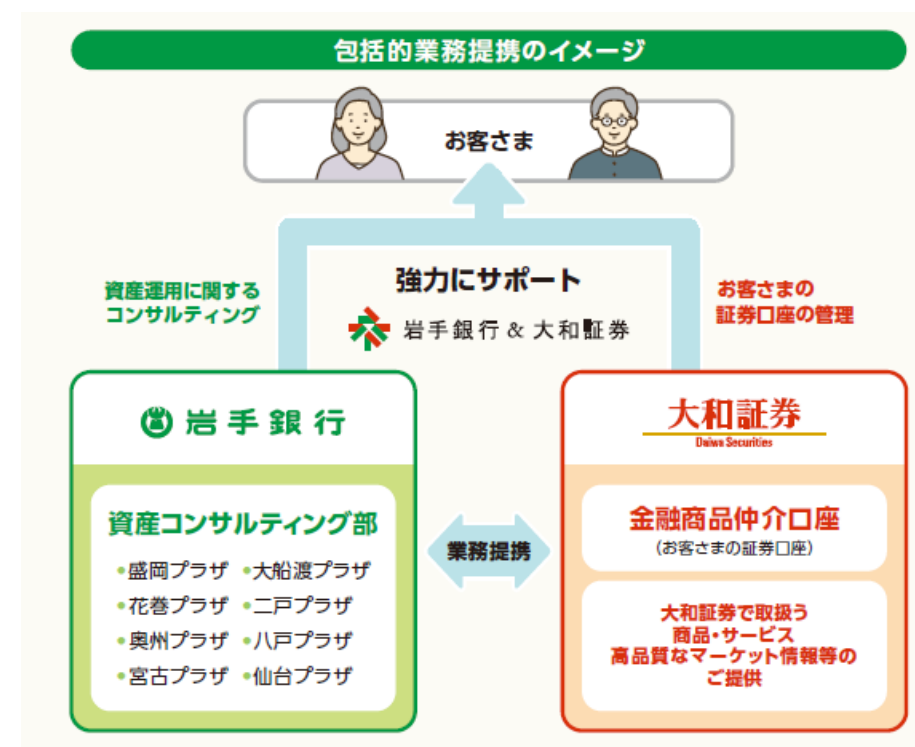 包括的業務提携のイメージ
お客さま
資産運用に関する
コンサルティング
強力にサポート
岩手銀行 & 大和証券
お客さまの
証券口座の管理
岩手銀行
資産コンサルティング部
•盛岡プラザ •大船渡プラザ
•花巻プラザ •二戸プラザ
•奥州プラザ •八戸プラザ
•宮古プラザ •仙台プラザ
業務提携
大和証券
Daiwa Securities
金融商品仲介口座
(お客さまの証券口座)
大和証券で取扱う
商品・サービス
高品質なマーケット情報等の
ご提供